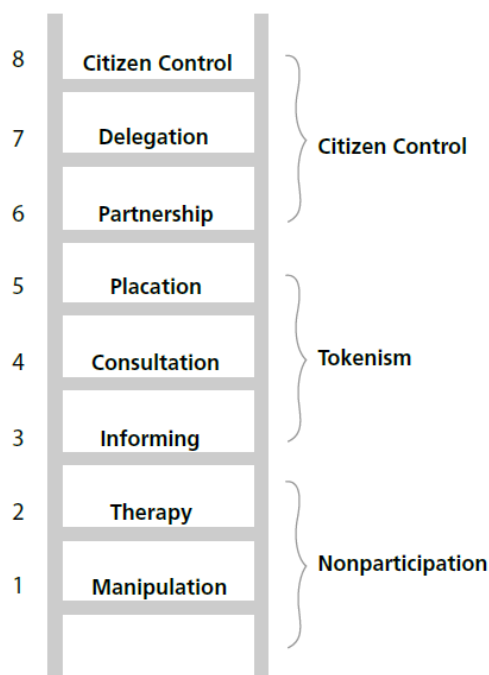 8 Citizen Control
7 Delegation
Citizen Control
6 Partnership
5 Placation
4 Consultation
Tokenism
3 Informing
2 Therapy
Nonparticipation
1 Manipulation